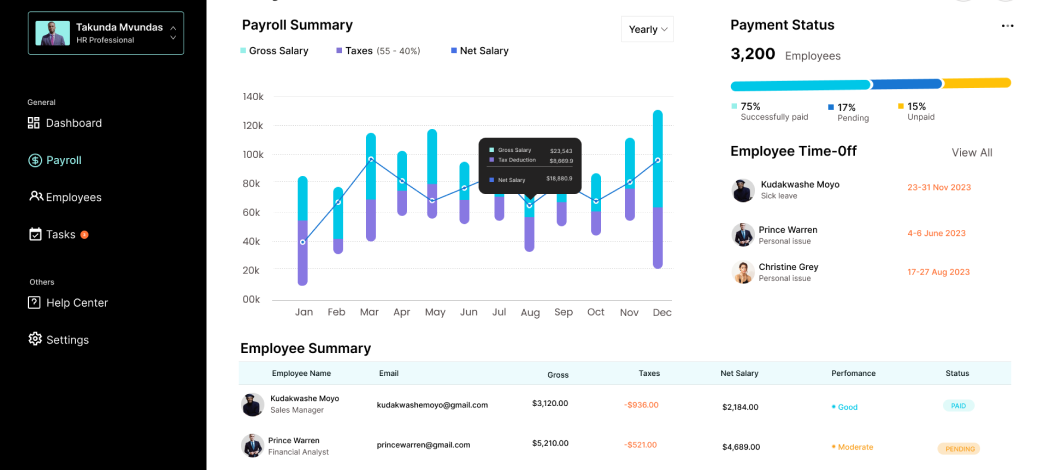 Takunda Mvundas
HR Professional
General
Dashboard
Payroll
Employees
Tasks
Others
Help Center
Settings
Payroll Summary
Yearly
Gross Salary
Taxes (55 - 40%)
Net Salary
140k
120k
100k
80k
60k
40k
20k
00k
Jan Feb Mar Apr May Jun Jul Aug Sep Oct Nov Dec
Gross Salary $23,543
Tax Deduction $8,669.9
Net Salary $18,880.9
Payment Status
3,200 Employees
75%
Successfully paid
17%
Pending
15%
Unpaid
Employee Time-Off
View All
Kudakwashe Moyo
Sick leave
23-31 Nov 2023
Prince Warren
Personal issue
4-6 June 2023
Christine Grey
Personal issue
17-27 Aug 2023
Employee Summary
Employee Name Email Gross Taxes Net Salary Perfomance Status
Kudakwashe Moyo
Sales Manager
kudakwashemoyo@gmail.com $3,120.00 -$936.00 $2,184.00 Good PAID
Prince Warren
Financial Analyst
princewarren@gmail.com $5,210.00 -$521.00 $4,689.00 Moderate PENDING